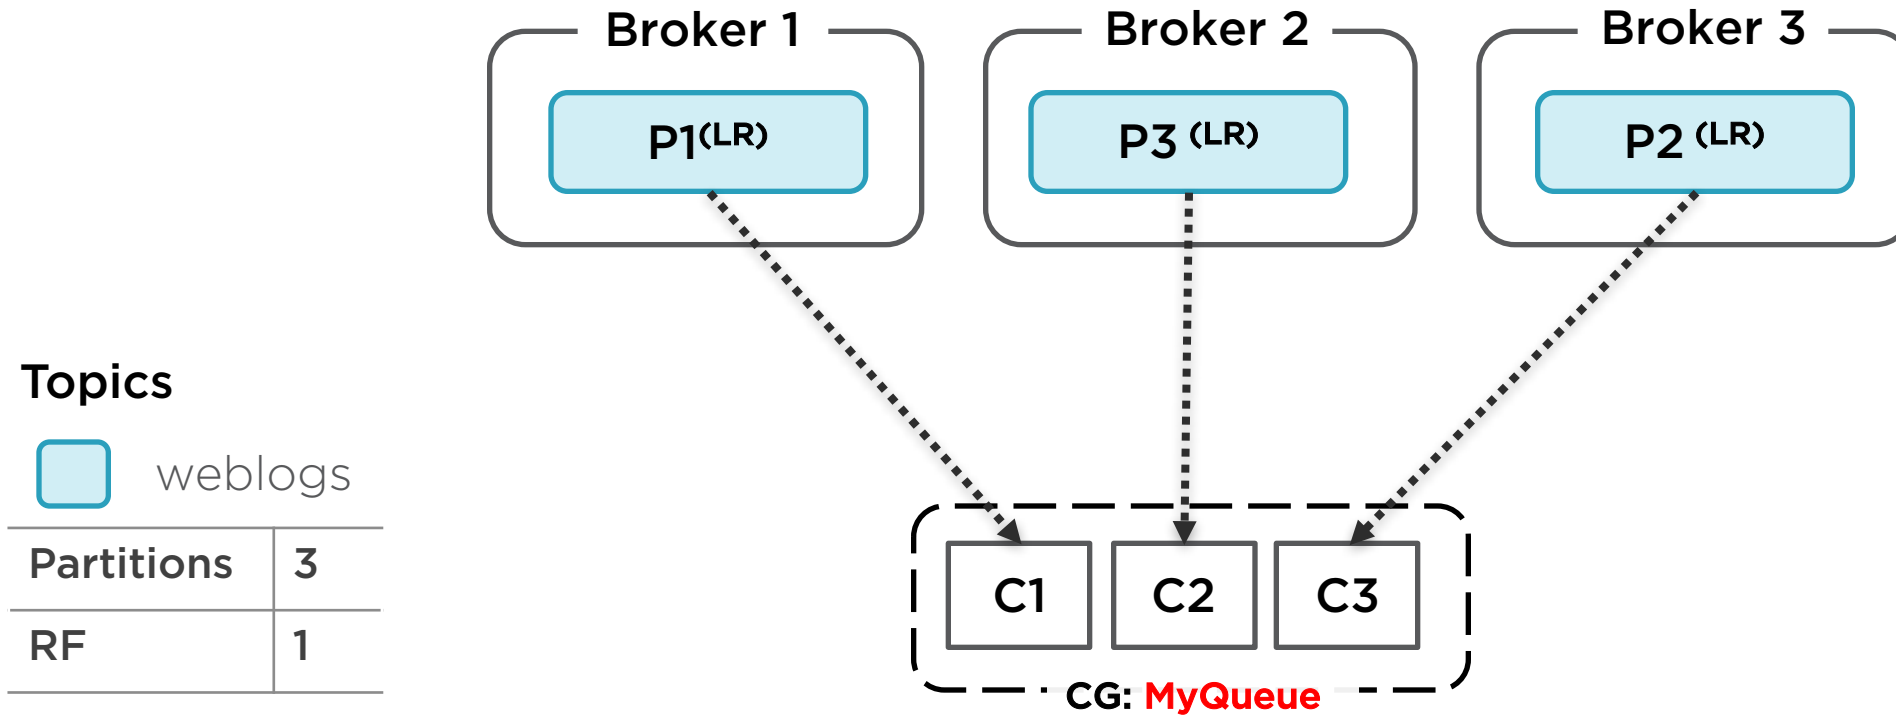 Broker 1
Broker 2
Broker 3
P1(LR)
P3 (LR)
P2 (LR)
Topics
weblogs
Partitions 3
RF 1
C1
C2
C3
CG: MyQueue